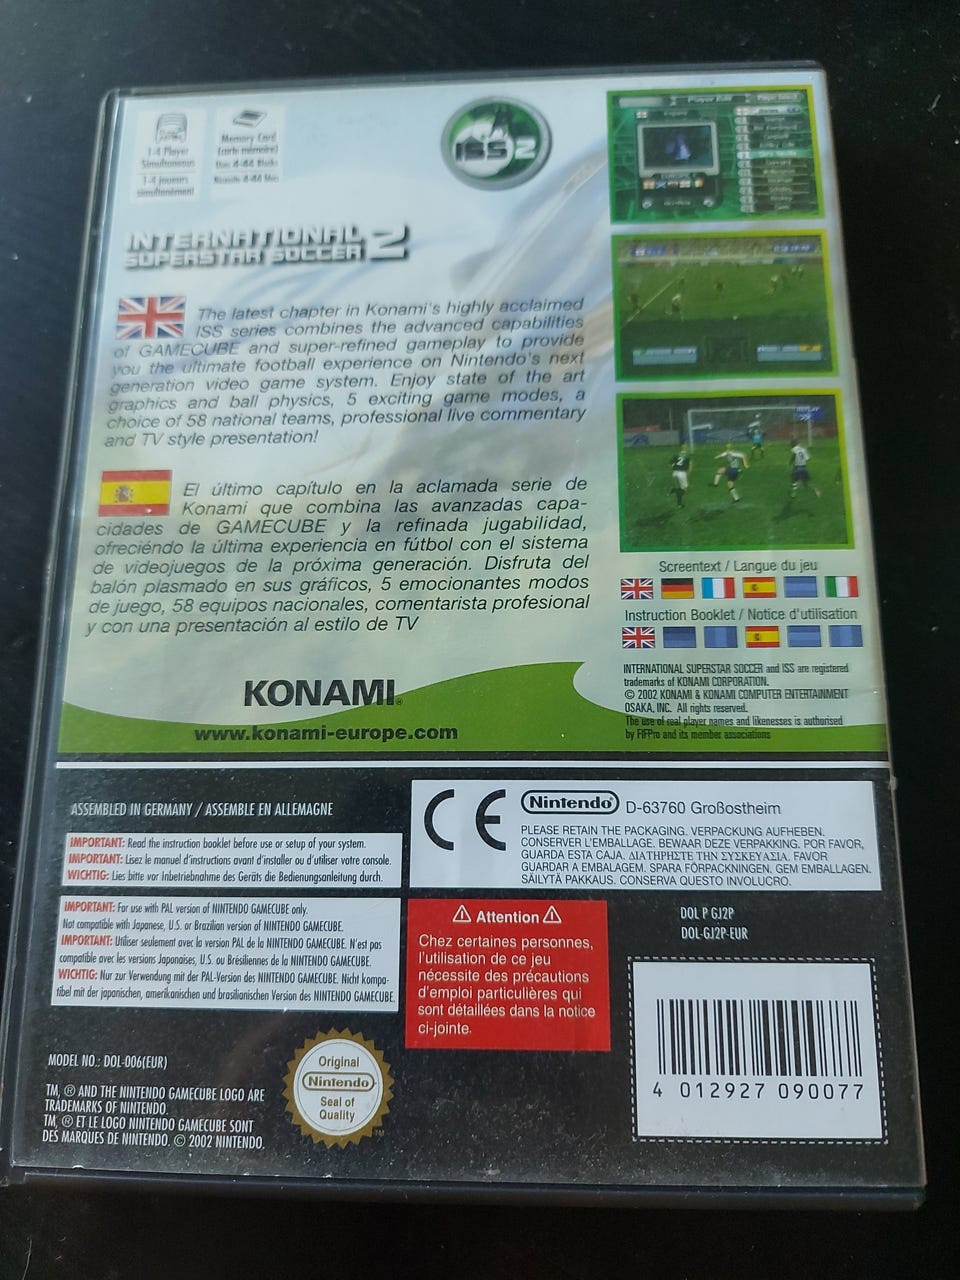 1-4 Player
Simultaneous
1-4 Joueurs
simultanément
Memory Card
(carte mémoire)
ISS 2
INTERNATIONAL
SUPERSTAR SOCCER 2
The latest chapter in Konami's highly acclaimed
ISS series combines the advanced capabilities
of GAMECUBE and super-refined gameplay to provide
you the ultimate football experience on Nintendo's next
generation video game system. Enjoy state of the art
graphics and ball physics, 5 exciting game modes, a
choice of 58 national teams, professional live commentary
and TV style presentation!
El último capítulo en la aclamada serie de
Konami que combina las avanzadas capa-
cidades de GAMECUBE y la refinada jugabilidad,
ofreciéndo la última experiencia en fútbol con el sistema
de videojuegos de la próxima generación. Disfruta del
balón plasmado en sus gráficos, 5 emocionantes modos
de juego, 58 equipos nacionales, comentarista profesional
y con una presentación al estilo de TV
Screentext / Langue du jeu
Instruction Booklet / Notice d'utilisation
INTERNATIONAL SUPERSTAR SOCCER and ISS are registered
trademarks of KONAMI CORPORATION.
© 2002 KONAMI & KONAMI COMPUTER ENTERTAINMENT
OSAKA, INC. All rights reserved.
The use of real player names and likenesses is authorised
by FIFPro and its member associations
KONAMI®
www.konami-europe.com
ASSEMBLED IN GERMANY / ASSEMBLE EN ALLEMAGNE
IMPORTANT: Read the instruction booklet before use or setup of your system.
IMPORTANT: Lisez le manuel d'instructions avant d'installer ou d'utiliser votre console.
WICHTIG: Lies bitte vor Inbetriebnahme des Geräts die Bedienungsanleitung durch.
IMPORTANT: For use with PAL version of NINTENDO GAMECUBE only.
Not compatible with Japanese, U.S. or Brazilian version of NINTENDO GAMECUBE.
IMPORTANT: Utiliser seulement avec la version PAL de la NINTENDO GAMECUBE. N'est pas
compatible avec les versions Japonaises, U.S. ou Brésiliennes de la NINTENDO GAMECUBE.
WICHTIG: Nur zur Verwendung mit der PAL-Version des NINTENDO GAMECUBE. Nicht kompa-
tibel mit der japanischen, amerikanischen und brasilianischen Version des NINTENDO GAMECUBE.
CE
Nintendo® D-63760 Großostheim
PLEASE RETAIN THE PACKAGING. VERPACKUNG AUFHEBEN.
CONSERVER L'EMBALLAGE. BEWAAR DEZE VERPAKKING. POR FAVOR,
GUARDA ESTA CAJA. ΔΙΑΤΗΡΗΣΤΕ ΤΗΝ ΣΥΣΚΕΥΑΣΙΑ. FAVOR
GUARDAR A EMBALAGEM. SPARA FÖRPACKNINGEN. GEM EMBALLAGEN.
SÄILYTÄ PAKKAUS. CONSERVA QUESTO INVOLUCRO.
Attention
Chez certaines personnes,
l'utilisation de ce jeu
nécessite des précautions
d'emploi particulières qui
sont détaillées dans la notice
ci-jointe.
DOL P GJ2P
DOL-GJ2P-EUR
4 012927 090077
MODEL NO.: DOL-006(EUR)
TM, ® AND THE NINTENDO GAMECUBE LOGO ARE
TRADEMARKS OF NINTENDO.
TM, ® ET LE LOGO NINTENDO GAMECUBE SONT
DES MARQUES DE NINTENDO. © 2002 NINTENDO.
Original
Nintendo®
Seal of
Quality
TM